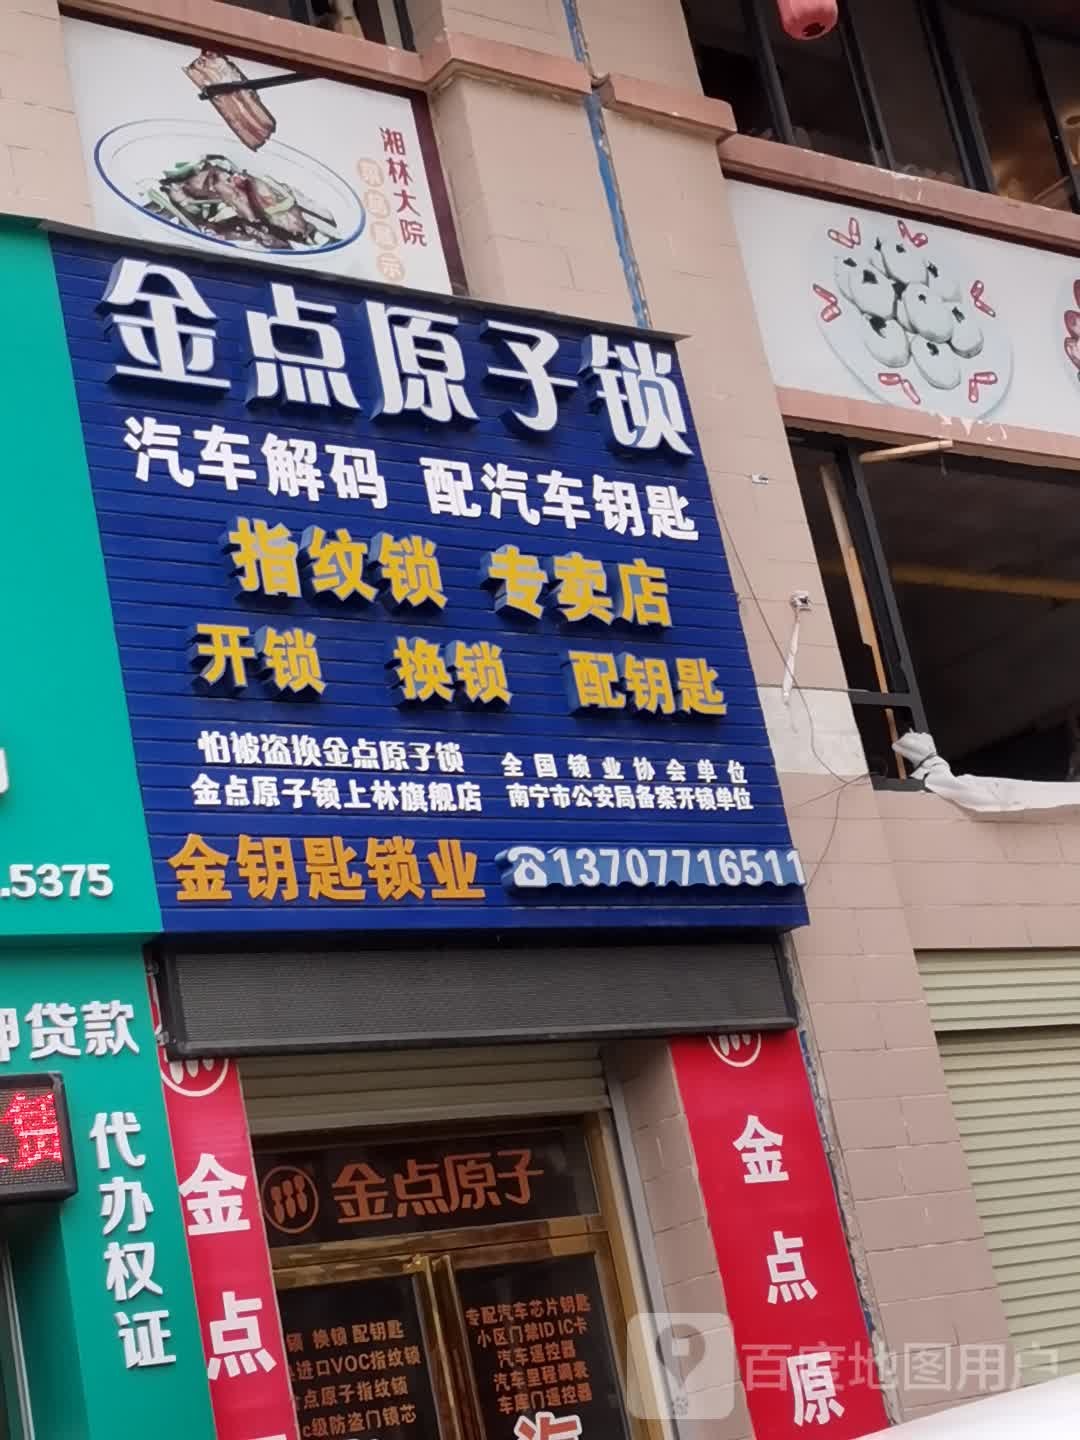 湘林大院
金点原子锁
汽车解码 配汽车钥匙
指纹锁 专卖店
开锁 换锁 配钥匙
怕被盗换金点原子锁 全国锁业协会单位
金点原子锁上林旗舰店 南宁市公安局备案开锁单位
金钥匙锁业 ☎13707716511
.5375
贷款
代办权证
金点
金点原子
金点原
锁 换锁 配钥匙
进口VOC指纹锁
点原子指纹锁
c级防盗门锁芯
专配汽车芯片钥匙
小区门禁ID IC卡
汽车遥控器
汽车里程调表
车库门遥控器
百度地图用户